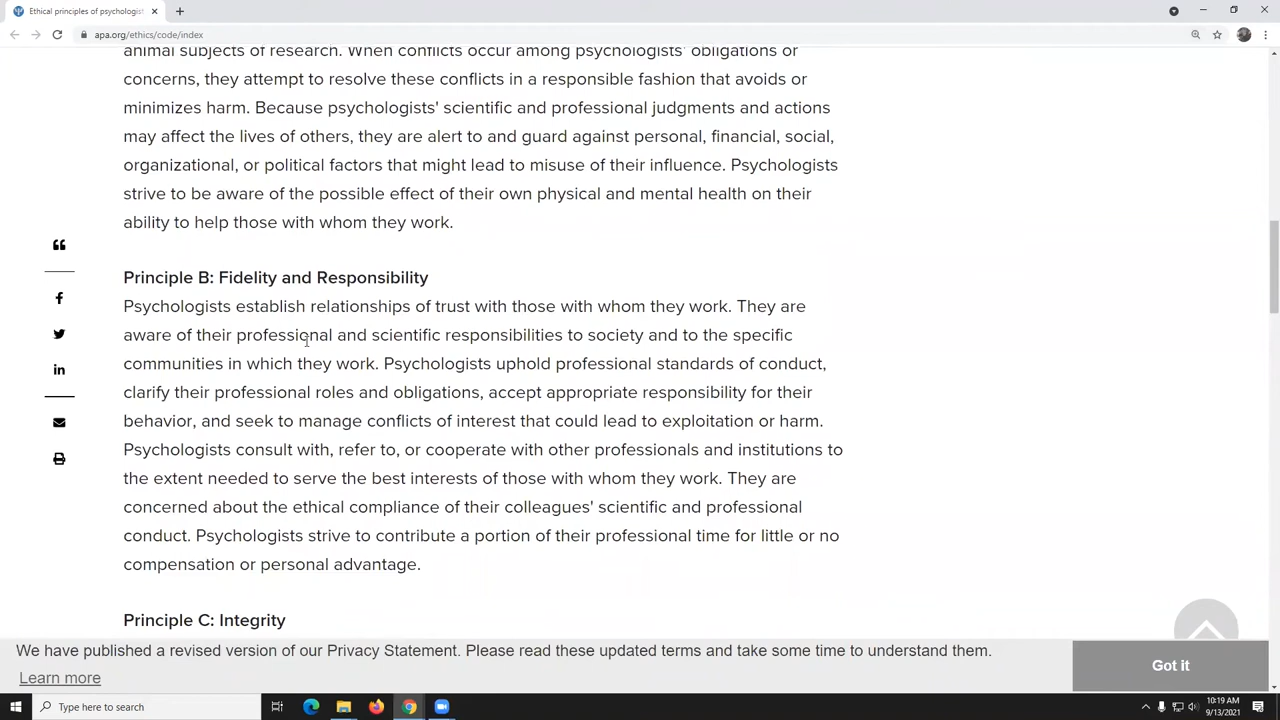 Ethical principles of psychologist
apa.org/ethics/code/index
animal subjects of research. When conflicts occur among psychologists' obligations or
concerns, they attempt to resolve these conflicts in a responsible fashion that avoids or
minimizes harm. Because psychologists' scientific and professional judgments and actions
may affect the lives of others, they are alert to and guard against personal, financial, social,
organizational, or political factors that might lead to misuse of their influence. Psychologists
strive to be aware of the possible effect of their own physical and mental health on their
ability to help those with whom they work.
Principle B: Fidelity and Responsibility
Psychologists establish relationships of trust with those with whom they work. They are
aware of their professional and scientific responsibilities to society and to the specific
communities in which they work. Psychologists uphold professional standards of conduct,
clarify their professional roles and obligations, accept appropriate responsibility for their
behavior, and seek to manage conflicts of interest that could lead to exploitation or harm.
Psychologists consult with, refer to, or cooperate with other professionals and institutions to
the extent needed to serve the best interests of those with whom they work. They are
concerned about the ethical compliance of their colleagues' scientific and professional
conduct. Psychologists strive to contribute a portion of their professional time for little or no
compensation or personal advantage.
Principle C: Integrity
We have published a revised version of our Privacy Statement. Please read these updated terms and take some time to understand them.
Learn more
Got it
Type here to search
10:19 AM
9/13/2021